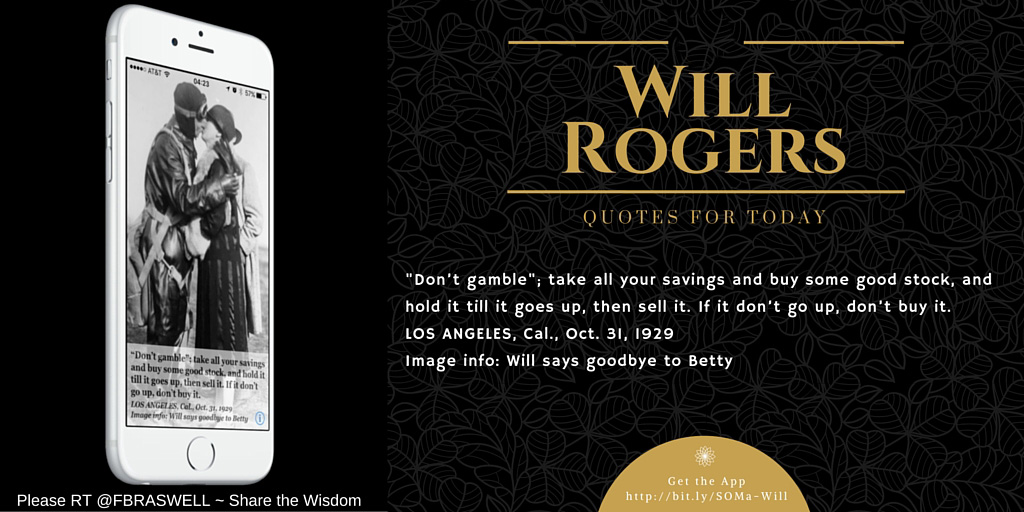 ●●●●○ AT&T
04:23
57%
"Don't gamble"; take all your savings
and buy some good stock, and hold it
till it goes up, then sell it. If it don't
go up, don't buy it.
LOS ANGELES, Cal., Oct. 31, 1929
Image info: Will says goodbye to Betty
i
Please RT @FBRASWELL ~ Share the Wisdom
WILL
ROGERS
QUOTES FOR TODAY
"Don't gamble"; take all your savings and buy some good stock, and
hold it till it goes up, then sell it. If it don't go up, don't buy it.
LOS ANGELES, Cal., Oct. 31, 1929
Image info: Will says goodbye to Betty
Get the App
http://bit.ly/SOMa-Will